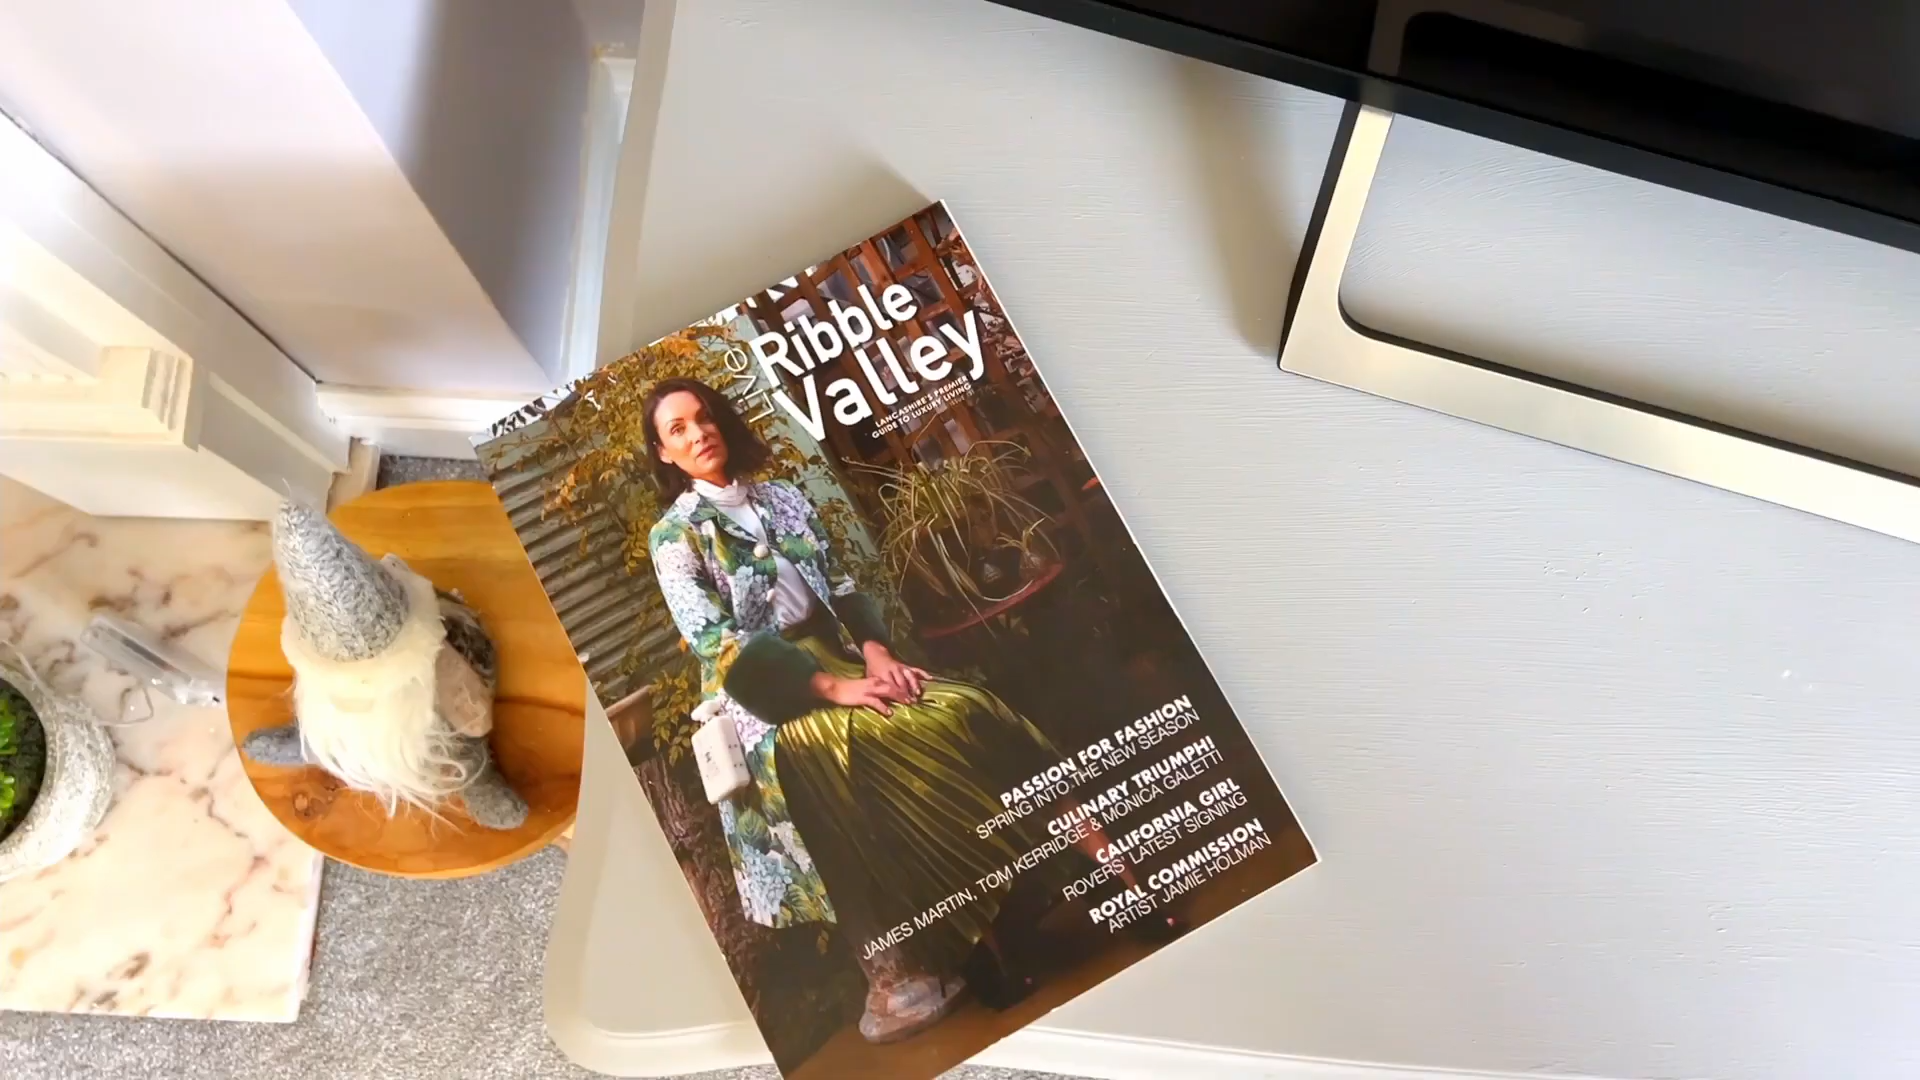 Live
Ribble
Valley
LANCASHIRE'S PREMIER
GUIDE TO LUXURY LIVING
PASSION FOR FASHION
SPRING INTO THE NEW SEASON
CULINARY TRIUMPH!
JAMES MARTIN, TOM KERRIDGE & MONICA GALETTI
CALIFORNIA GIRL
ROVERS' LATEST SIGNING
ROYAL COMMISSION
ARTIST JAMIE HOLMAN